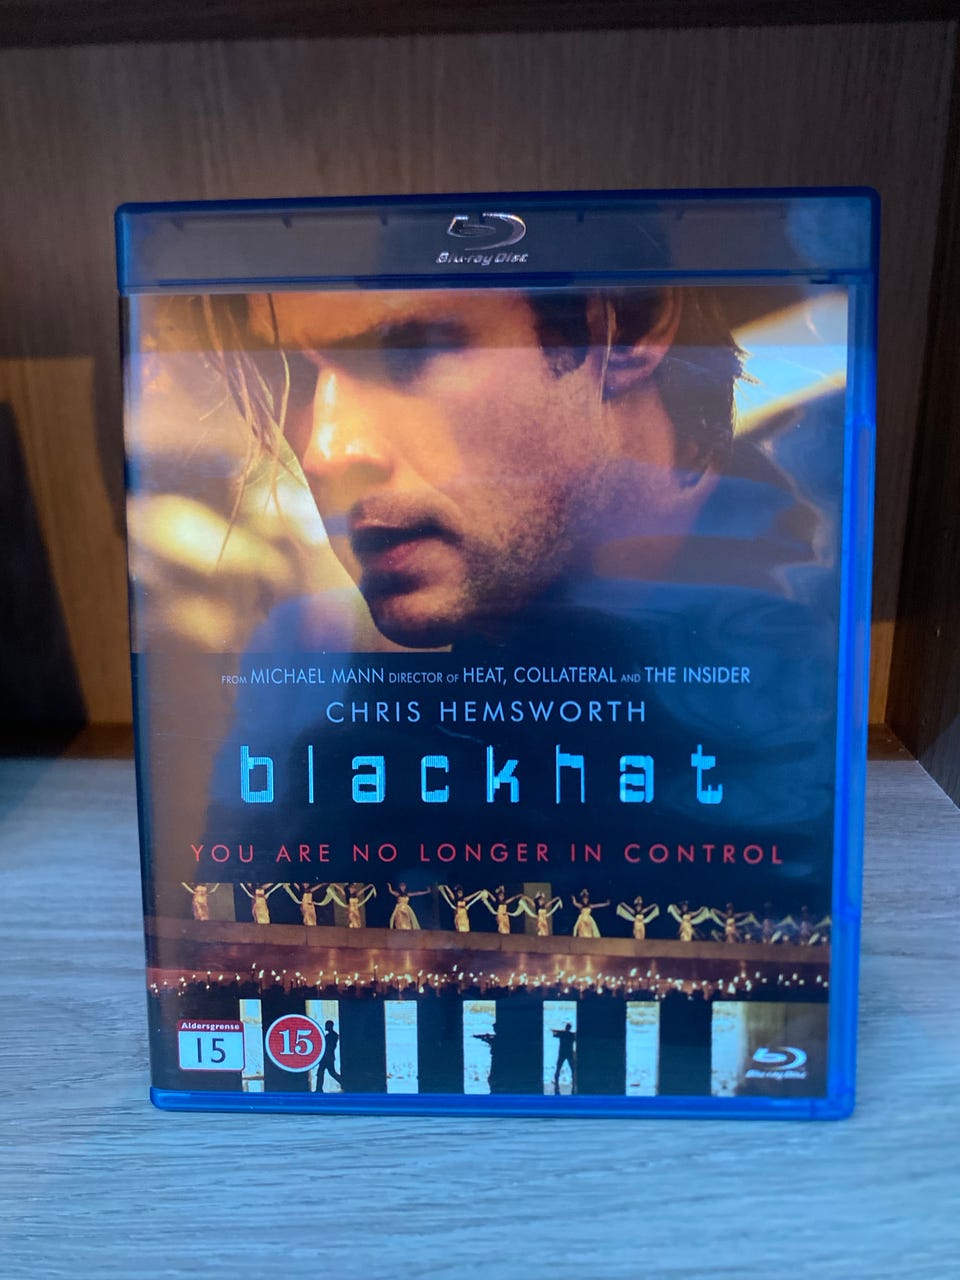 Blu-ray Disc
FROM MICHAEL MANN DIRECTOR OF HEAT, COLLATERAL AND THE INSIDER
CHRIS HEMSWORTH
blackhat
YOU ARE NO LONGER IN CONTROL
Aldersgrense
15
15
Blu-ray Disc